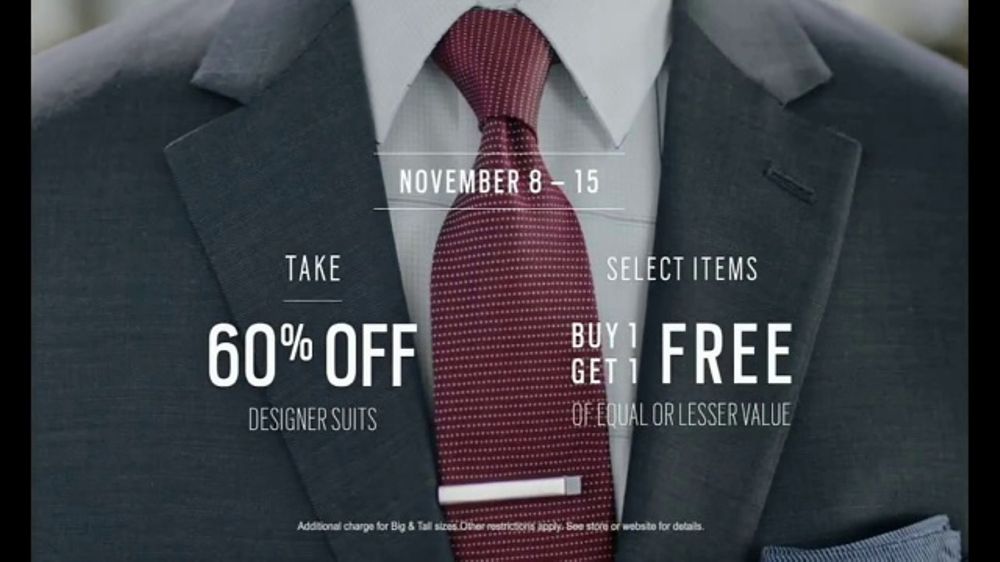 NOVEMBER 8 – 15
TAKE
60% OFF
DESIGNER SUITS
SELECT ITEMS
BUY 1
GET 1 FREE
OF EQUAL OR LESSER VALUE
Additional charge for Big & Tall sizes.Other restrictions apply. See store or website for details.